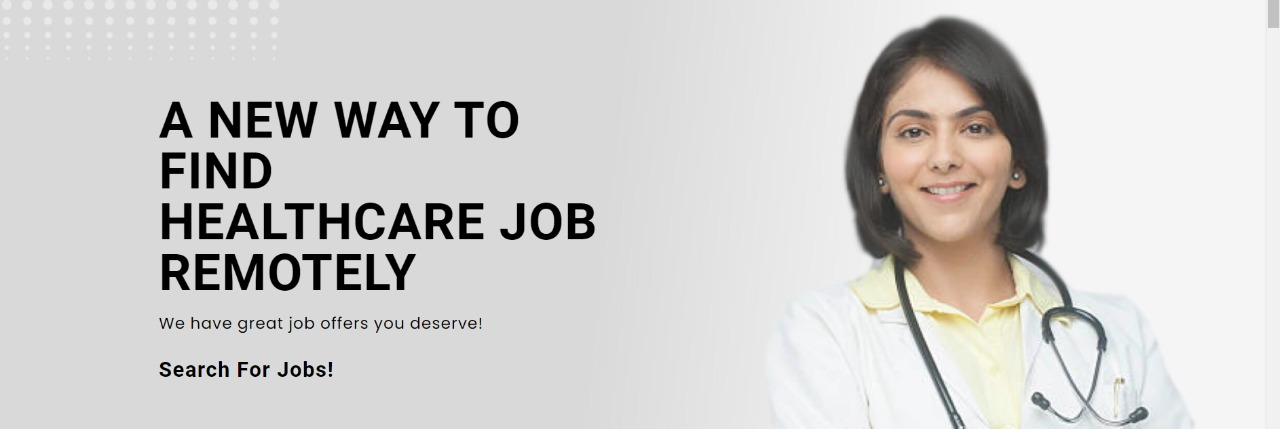 A NEW WAY TO
FIND
HEALTHCARE JOB
REMOTELY
We have great job offers you deserve!
Search For Jobs!